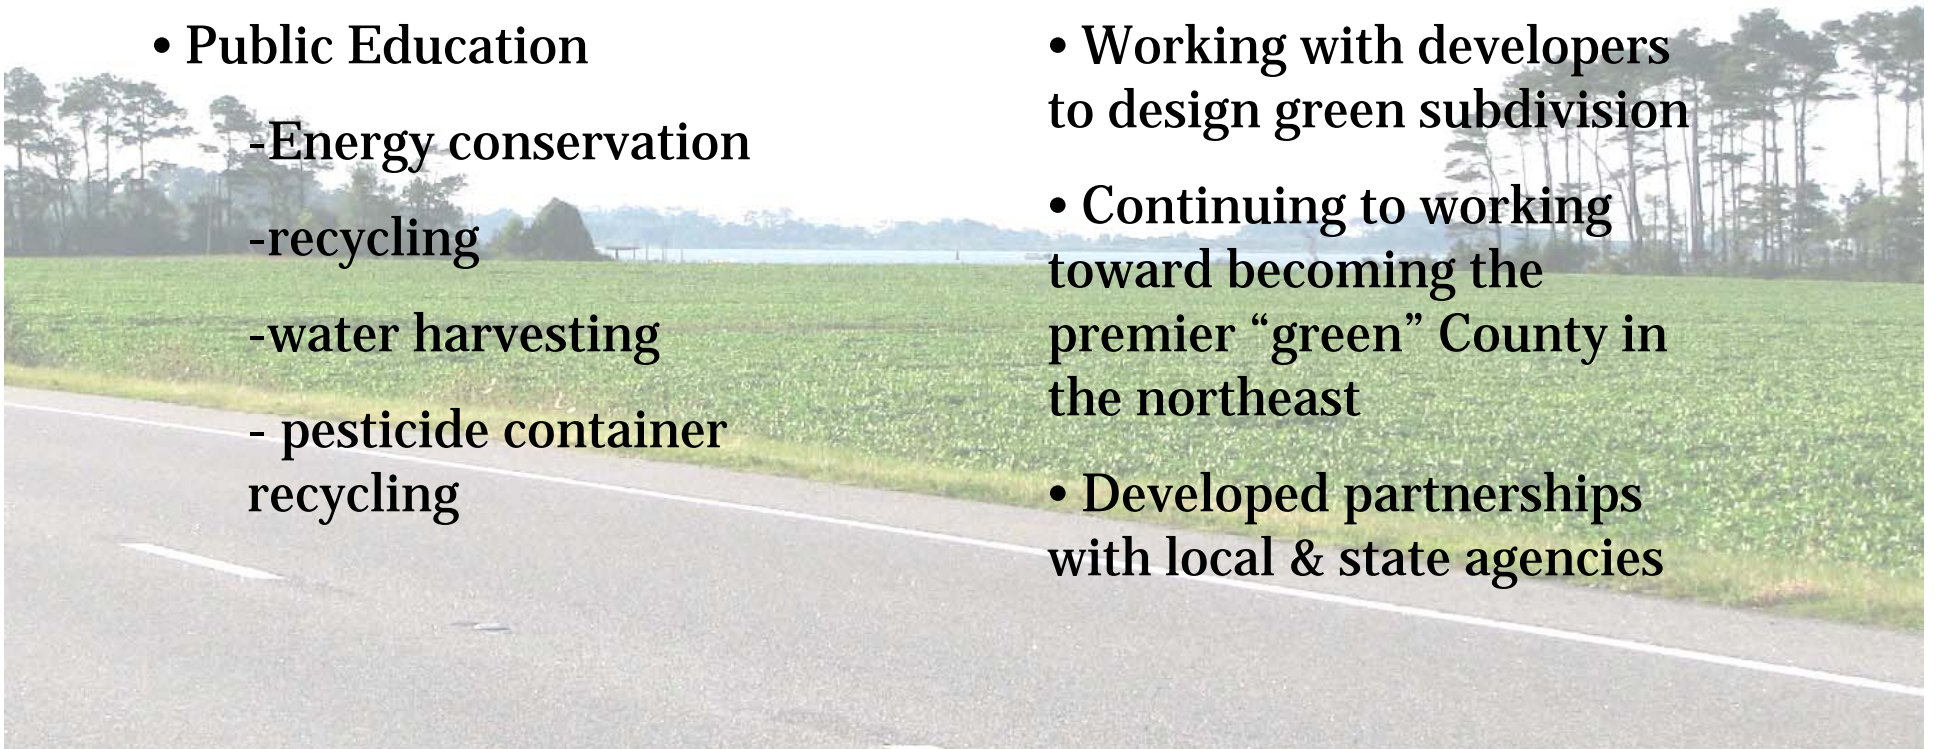 • Public Education
-Energy conservation
-recycling
-water harvesting
- pesticide container
recycling
• Working with developers
to design green subdivision
• Continuing to working
toward becoming the
premier “green” County in
the northeast
• Developed partnerships
with local & state agencies